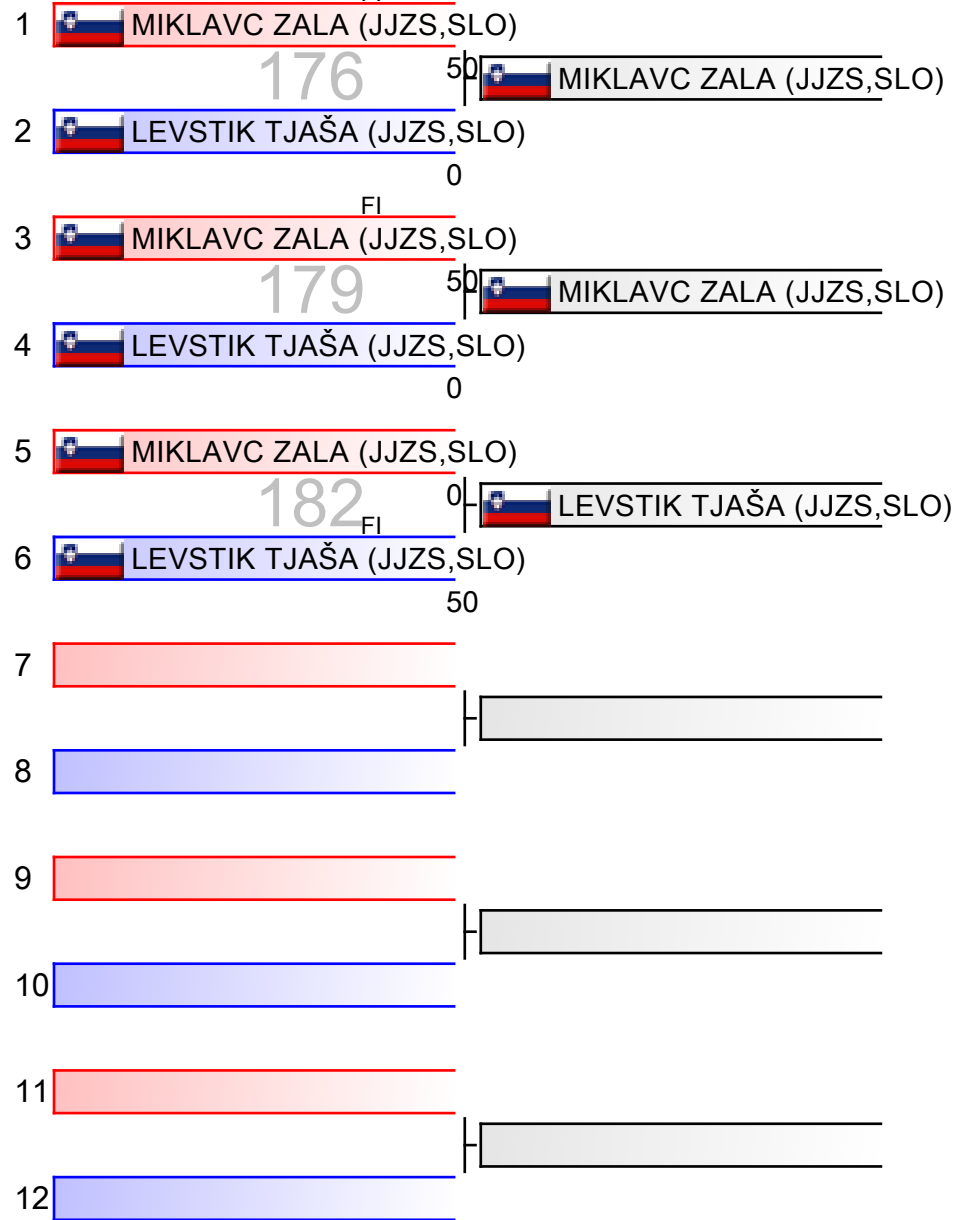 1 MIKLAVC ZALA (JJZS,SLO)
176
50
MIKLAVC ZALA (JJZS,SLO)
2 LEVSTIK TJAŠA (JJZS,SLO)
0
FI
3 MIKLAVC ZALA (JJZS,SLO)
179
50
MIKLAVC ZALA (JJZS,SLO)
4 LEVSTIK TJAŠA (JJZS,SLO)
0
5 MIKLAVC ZALA (JJZS,SLO)
182
0
LEVSTIK TJAŠA (JJZS,SLO)
FI
6 LEVSTIK TJAŠA (JJZS,SLO)
50
7
8
9
10
11
12